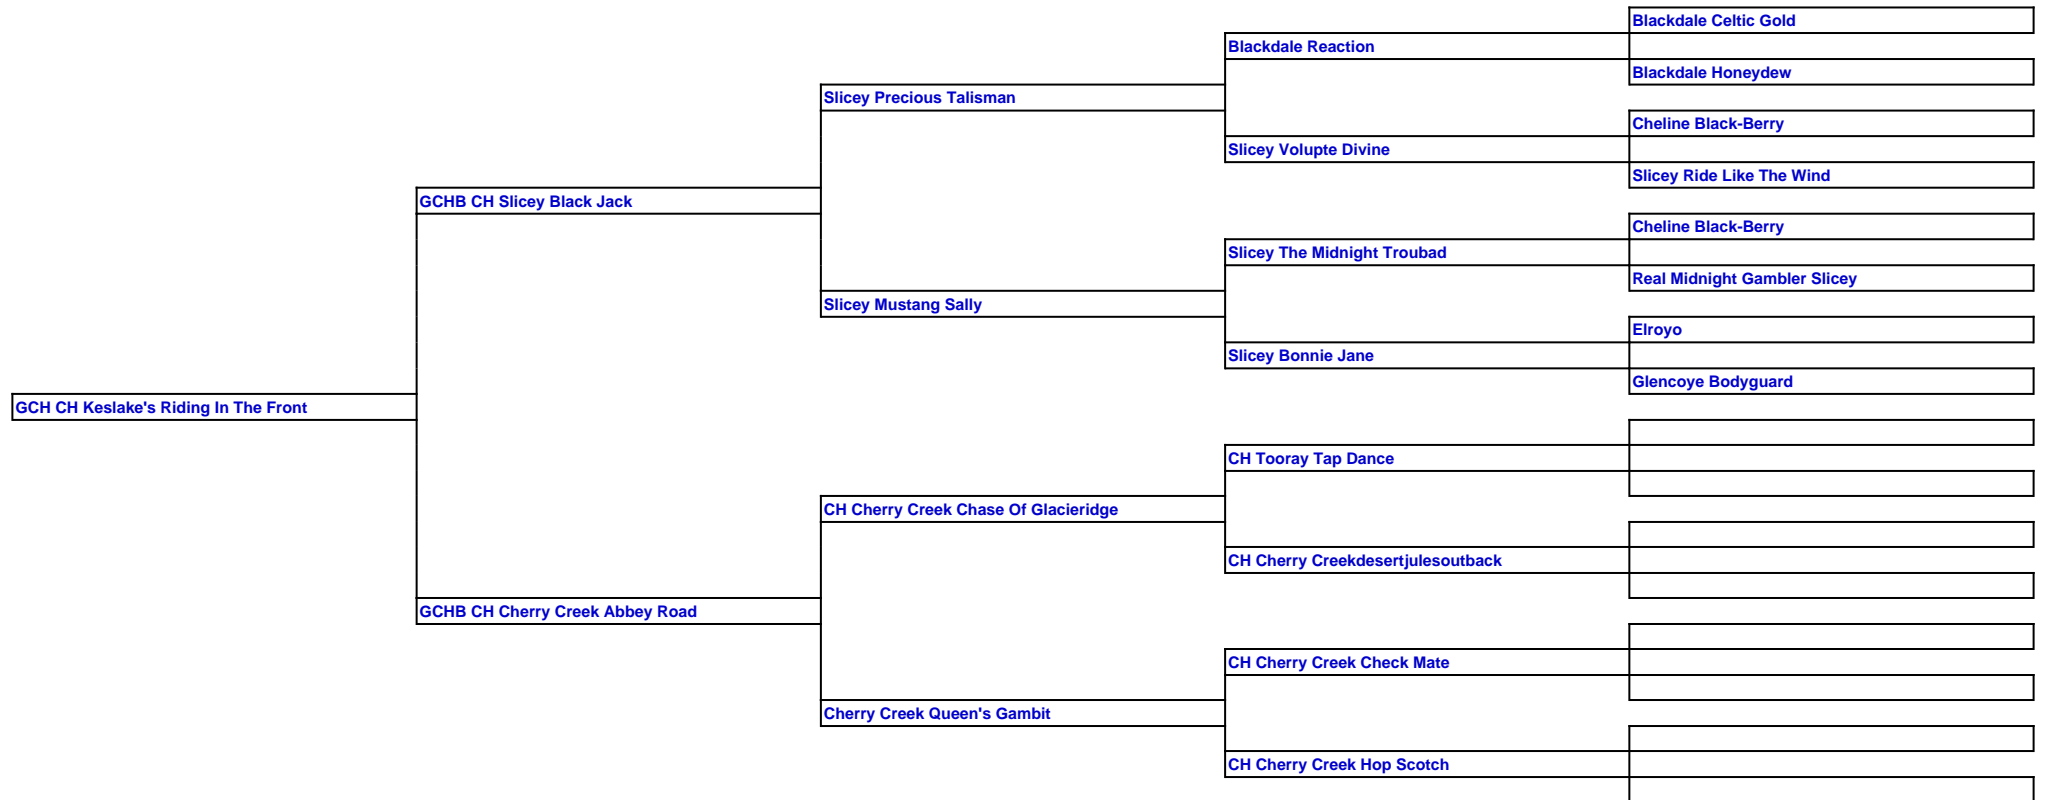 Blackdale Celtic Gold
Blackdale Reaction
Blackdale Honeydew
Slicey Precious Talisman
Cheline Black-Berry
Slicey Volupte Divine
Slicey Ride Like The Wind
GCHB CH Slicey Black Jack
Cheline Black-Berry
Slicey The Midnight Troubad
Real Midnight Gambler Slicey
Slicey Mustang Sally
Elroyo
Slicey Bonnie Jane
Glencoye Bodyguard
GCH CH Keslake's Riding In The Front
CH Tooray Tap Dance
CH Cherry Creek Chase Of Glacieridge
CH Cherry Creekdesertjulesoutback
GCHB CH Cherry Creek Abbey Road
CH Cherry Creek Check Mate
Cherry Creek Queen's Gambit
CH Cherry Creek Hop Scotch